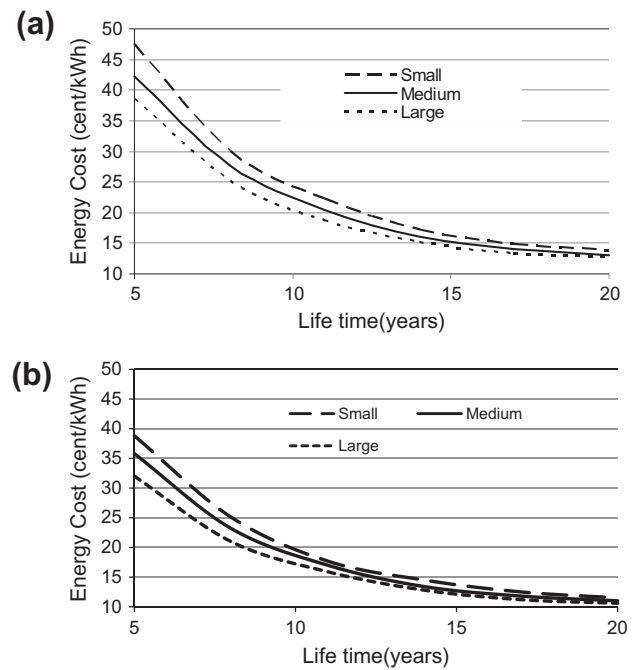 (a)
Energy Cost (cent/kWh)
50
45
40
35
30
25
20
15
10
Small
Medium
Large
5 10 15 20
Life time(years)
(b)
Energy Cost (cent/kWh)
50
45
40
35
30
25
20
15
10
Small Medium
Large
5 10 15 20
Life time(years)